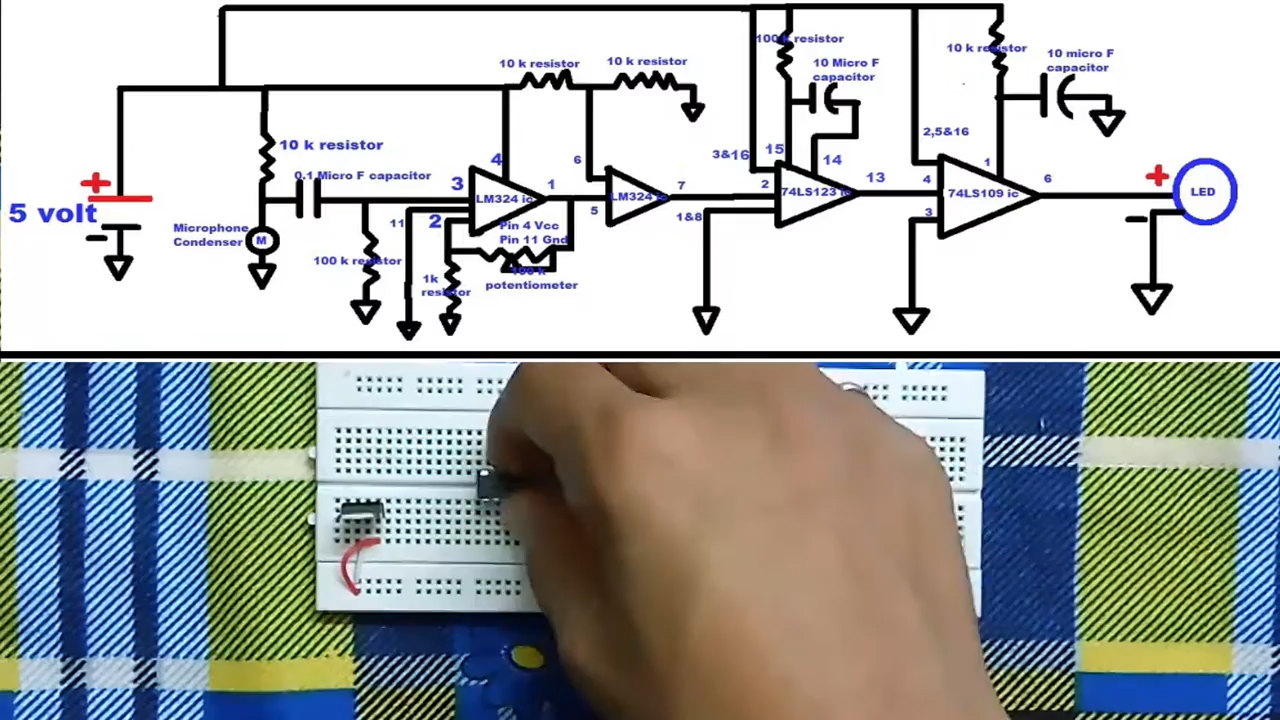 100 k resistor
10 k resistor
10 micro F
capacitor
10 k resistor
10 k resistor
10 Micro F
capacitor
2,5&16
10 k resistor
3&16
15
14
1
4
6
0.1 Micro F capacitor
3
1
7
2
13
4
6
+
+
5 volt
-
LM324 ic
LM324 ic
74LS123 ic
74LS109 ic
LED
Microphone
Condenser
M
11
2
5
1&8
3
-
Pin 4 Vcc
Pin 11 Gnd
100 k resistor
1k
resistor
100 k
potentiometer